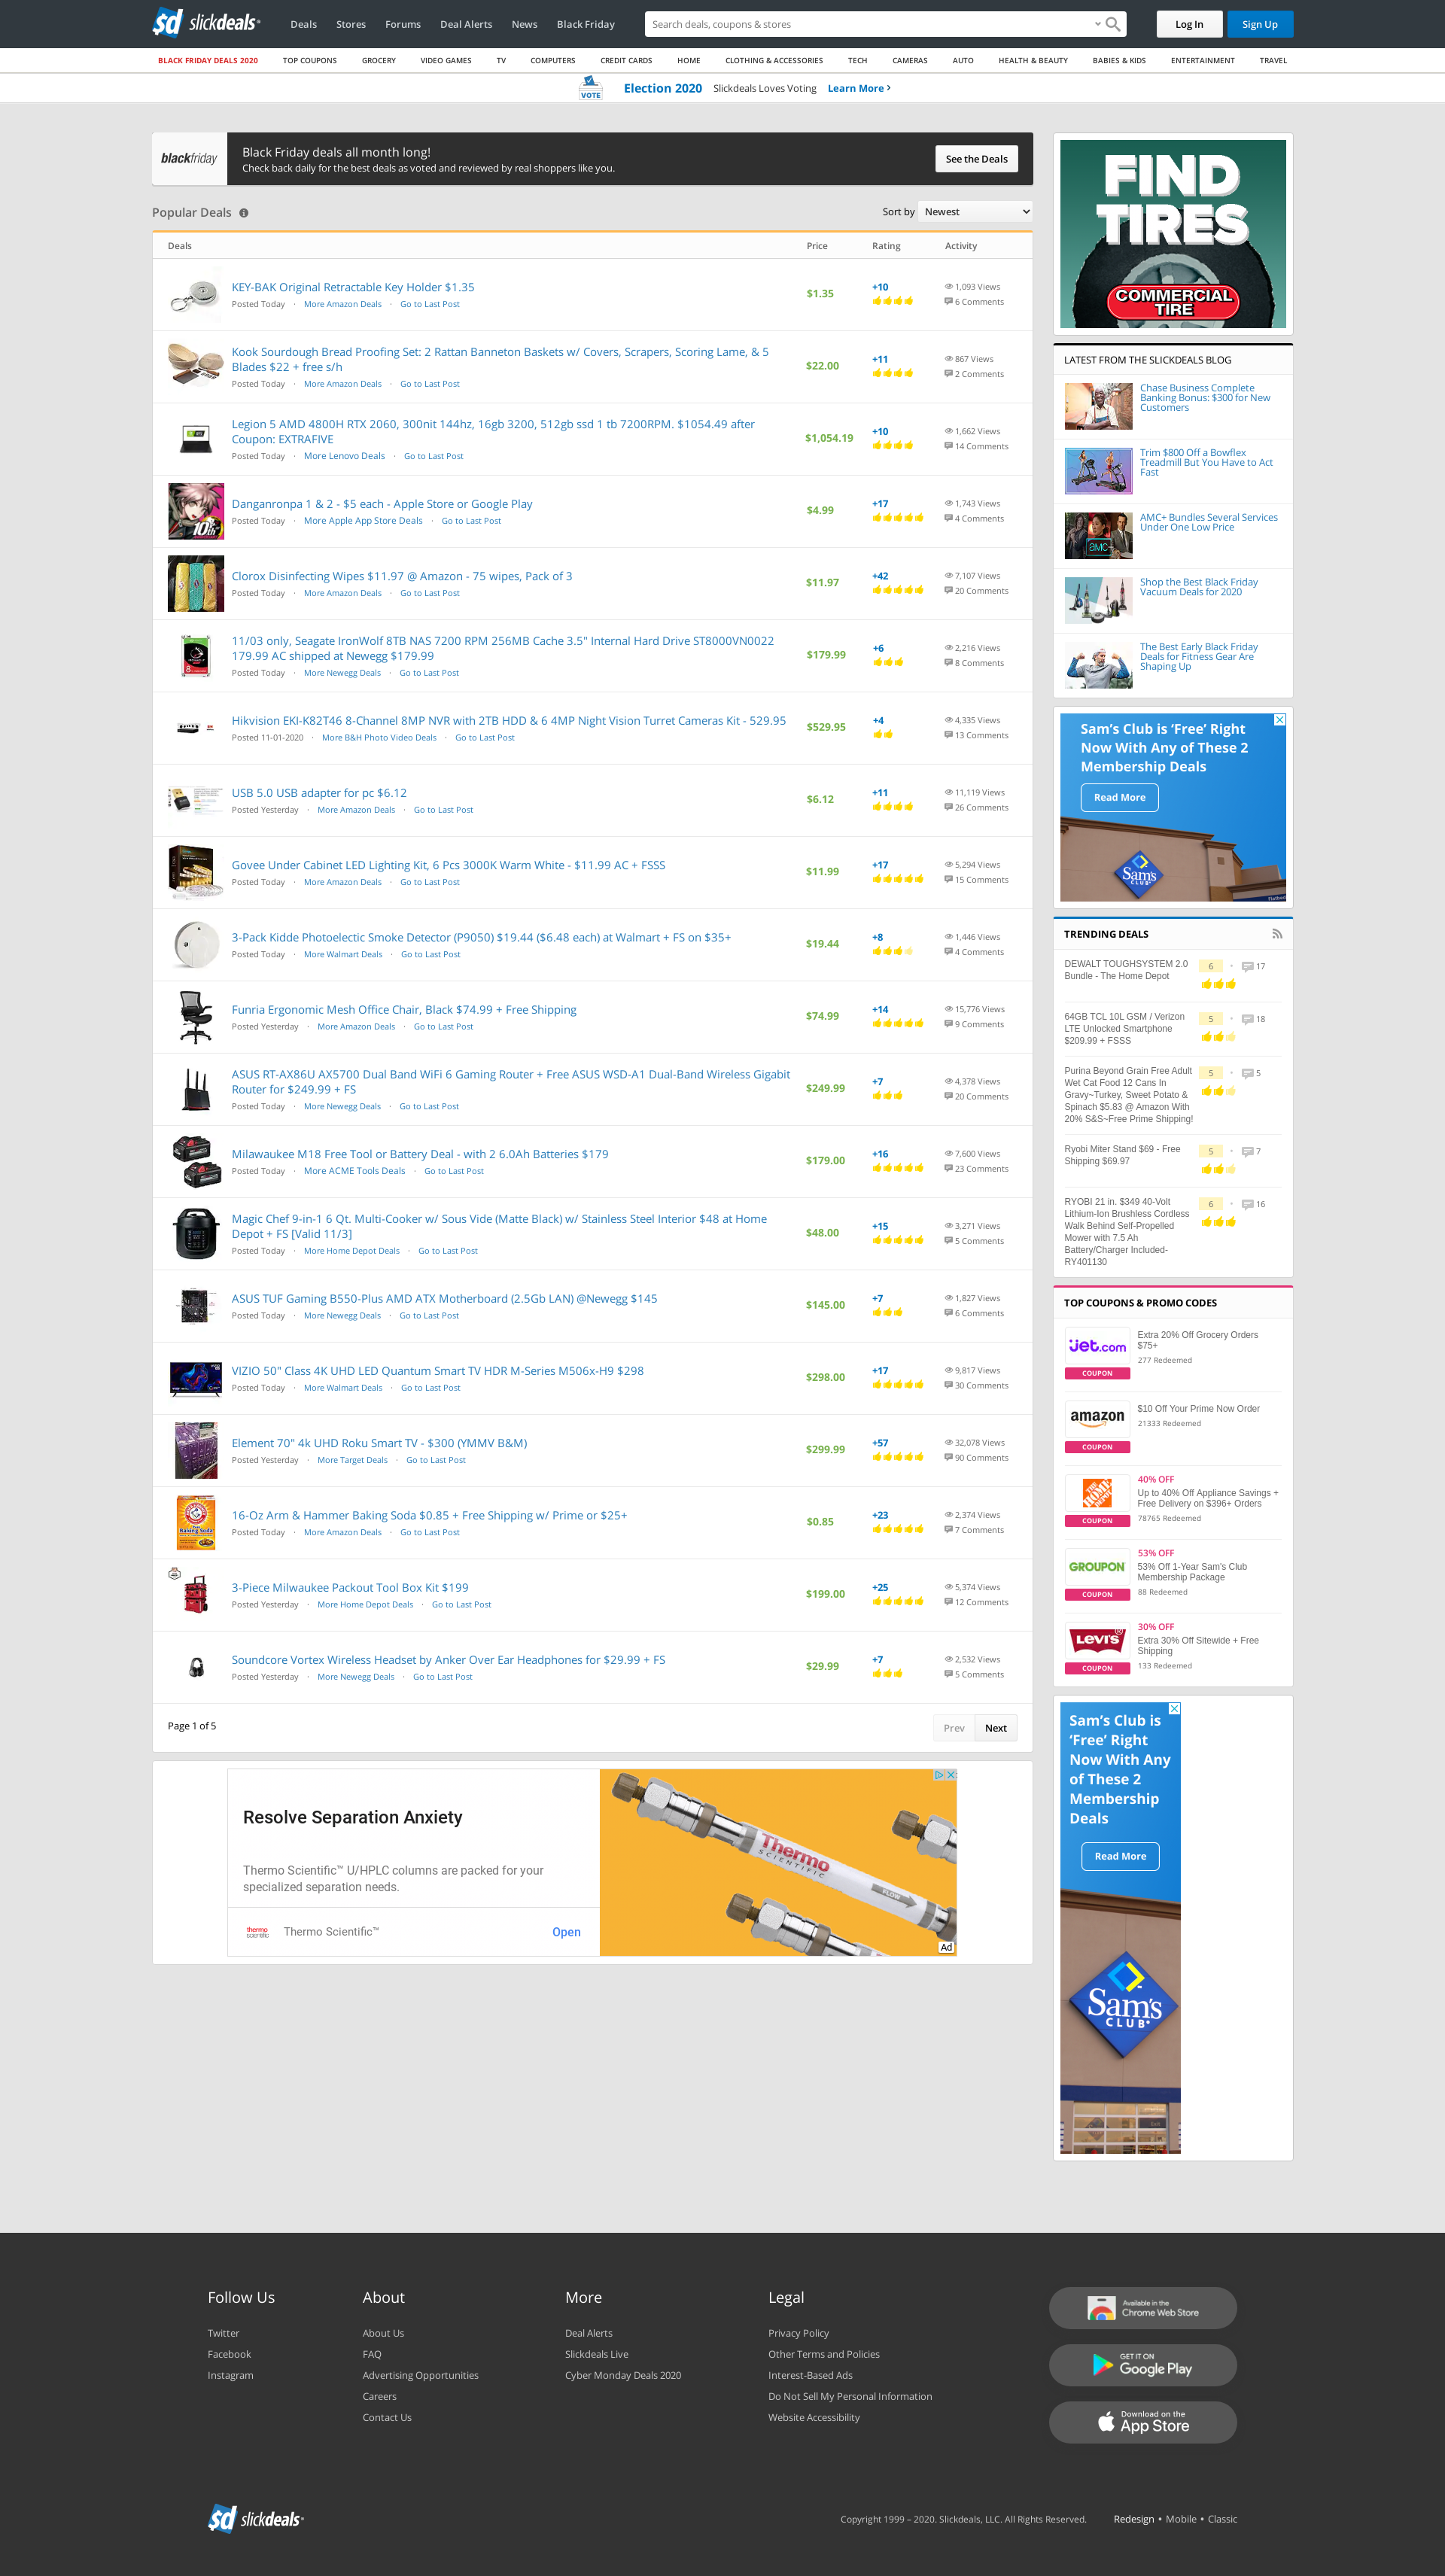 sd slickdeals
Deals
Stores
Forums
Deal Alerts
News
Black Friday
Search deals, coupons & stores
Log In
Sign Up
BLACK FRIDAY DEALS 2020
TOP COUPONS
GROCERY
VIDEO GAMES
TV
COMPUTERS
CREDIT CARDS
HOME
CLOTHING & ACCESSORIES
TECH
CAMERAS
AUTO
HEALTH & BEAUTY
BABIES & KIDS
ENTERTAINMENT
TRAVEL
VOTE
Election 2020 Slickdeals Loves Voting Learn More
blackfriday
Black Friday deals all month long!
Check back daily for the best deals as voted and reviewed by real shoppers like you.
See the Deals
Popular Deals
Sort by Newest
Deals Price Rating Activity
KEY-BAK Original Retractable Key Holder $1.35
Posted Today · More Amazon Deals · Go to Last Post
$1.35
+10
1,093 Views
6 Comments
Kook Sourdough Bread Proofing Set: 2 Rattan Banneton Baskets w/ Covers, Scrapers, Scoring Lame, & 5
Blades $22 + free s/h
Posted Today · More Amazon Deals · Go to Last Post
$22.00
+11
867 Views
2 Comments
Legion 5 AMD 4800H RTX 2060, 300nit 144hz, 16gb 3200, 512gb ssd 1 tb 7200RPM. $1054.49 after
Coupon: EXTRAFIVE
Posted Today · More Lenovo Deals · Go to Last Post
$1,054.19
+10
1,662 Views
14 Comments
Danganronpa 1 & 2 - $5 each - Apple Store or Google Play
Posted Today · More Apple App Store Deals · Go to Last Post
$4.99
+17
1,743 Views
4 Comments
Clorox Disinfecting Wipes $11.97 @ Amazon - 75 wipes, Pack of 3
Posted Today · More Amazon Deals · Go to Last Post
$11.97
+42
7,107 Views
20 Comments
11/03 only, Seagate IronWolf 8TB NAS 7200 RPM 256MB Cache 3.5" Internal Hard Drive ST8000VN0022
179.99 AC shipped at Newegg $179.99
Posted Today · More Newegg Deals · Go to Last Post
$179.99
+6
2,216 Views
8 Comments
Hikvision EKI-K82T46 8-Channel 8MP NVR with 2TB HDD & 6 4MP Night Vision Turret Cameras Kit - 529.95
Posted 11-01-2020 · More B&H Photo Video Deals · Go to Last Post
$529.95
+4
4,335 Views
13 Comments
USB 5.0 USB adapter for pc $6.12
Posted Yesterday · More Amazon Deals · Go to Last Post
$6.12
+11
11,119 Views
26 Comments
Govee Under Cabinet LED Lighting Kit, 6 Pcs 3000K Warm White - $11.99 AC + FSSS
Posted Today · More Amazon Deals · Go to Last Post
$11.99
+17
5,294 Views
15 Comments
3-Pack Kidde Photoelectic Smoke Detector (P9050) $19.44 ($6.48 each) at Walmart + FS on $35+
Posted Today · More Walmart Deals · Go to Last Post
$19.44
+8
1,446 Views
4 Comments
Funria Ergonomic Mesh Office Chair, Black $74.99 + Free Shipping
Posted Yesterday · More Amazon Deals · Go to Last Post
$74.99
+14
15,776 Views
9 Comments
ASUS RT-AX86U AX5700 Dual Band WiFi 6 Gaming Router + Free ASUS WSD-A1 Dual-Band Wireless Gigabit
Router for $249.99 + FS
Posted Today · More Newegg Deals · Go to Last Post
$249.99
+7
4,378 Views
20 Comments
Milawaukee M18 Free Tool or Battery Deal - with 2 6.0Ah Batteries $179
Posted Today · More ACME Tools Deals · Go to Last Post
$179.00
+16
7,600 Views
23 Comments
Magic Chef 9-in-1 6 Qt. Multi-Cooker w/ Sous Vide (Matte Black) w/ Stainless Steel Interior $48 at Home
Depot + FS [Valid 11/3]
Posted Today · More Home Depot Deals · Go to Last Post
$48.00
+15
3,271 Views
5 Comments
ASUS TUF Gaming B550-Plus AMD ATX Motherboard (2.5Gb LAN) @Newegg $145
Posted Today · More Newegg Deals · Go to Last Post
$145.00
+7
1,827 Views
6 Comments
VIZIO 50" Class 4K UHD LED Quantum Smart TV HDR M-Series M506x-H9 $298
Posted Today · More Walmart Deals · Go to Last Post
$298.00
+17
9,817 Views
30 Comments
Element 70" 4k UHD Roku Smart TV - $300 (YMMV B&M)
Posted Yesterday · More Target Deals · Go to Last Post
$299.99
+57
32,078 Views
90 Comments
16-Oz Arm & Hammer Baking Soda $0.85 + Free Shipping w/ Prime or $25+
Posted Today · More Amazon Deals · Go to Last Post
$0.85
+23
2,374 Views
7 Comments
3-Piece Milwaukee Packout Tool Box Kit $199
Posted Yesterday · More Home Depot Deals · Go to Last Post
$199.00
+25
5,374 Views
12 Comments
Soundcore Vortex Wireless Headset by Anker Over Ear Headphones for $29.99 + FS
Posted Yesterday · More Newegg Deals · Go to Last Post
$29.99
+7
2,532 Views
5 Comments
Page 1 of 5
Prev
Next
Resolve Separation Anxiety
Thermo Scientific™ U/HPLC columns are packed for your
specialized separation needs.
thermo
scientific
Thermo Scientific™
Open
Thermo
SCIENTIFIC
FLOW
Ad
FIND
TIRES
COMMERCIAL
TIRE
LATEST FROM THE SLICKDEALS BLOG
Chase Business Complete
Banking Bonus: $300 for New
Customers
Trim $800 Off a Bowflex
Treadmill But You Have to Act
Fast
amc+
AMC+ Bundles Several Services
Under One Low Price
Shop the Best Black Friday
Vacuum Deals for 2020
The Best Early Black Friday
Deals for Fitness Gear Are
Shaping Up
Sam's Club is 'Free' Right
Now With Any of These 2
Membership Deals
Read More
Sam's
CLUB
TRENDING DEALS
DEWALT TOUGHSYSTEM 2.0
Bundle - The Home Depot
6 · 17
64GB TCL 10L GSM / Verizon
LTE Unlocked Smartphone
$209.99 + FSSS
5 · 18
Purina Beyond Grain Free Adult
Wet Cat Food 12 Cans In
Gravy~Turkey, Sweet Potato &
Spinach $5.83 @ Amazon With
20% S&S~Free Prime Shipping!
5 · 5
Ryobi Miter Stand $69 - Free
Shipping $69.97
5 · 7
RYOBI 21 in. $349 40-Volt
Lithium-Ion Brushless Cordless
Walk Behind Self-Propelled
Mower with 7.5 Ah
Battery/Charger Included-
RY401130
6 · 16
TOP COUPONS & PROMO CODES
jet.com
COUPON
Extra 20% Off Grocery Orders
$75+
277 Redeemed
amazon
COUPON
$10 Off Your Prime Now Order
21333 Redeemed
COUPON
40% OFF
Up to 40% Off Appliance Savings +
Free Delivery on $396+ Orders
78765 Redeemed
GROUPON
COUPON
53% OFF
53% Off 1-Year Sam's Club
Membership Package
88 Redeemed
LEVI'S
COUPON
30% OFF
Extra 30% Off Sitewide + Free
Shipping
133 Redeemed
Sam's Club is
'Free' Right
Now With Any
of These 2
Membership
Deals
Read More
Sam's
CLUB
Follow Us
Twitter
Facebook
Instagram
About
About Us
FAQ
Advertising Opportunities
Careers
Contact Us
More
Deal Alerts
Slickdeals Live
Cyber Monday Deals 2020
Legal
Privacy Policy
Other Terms and Policies
Interest-Based Ads
Do Not Sell My Personal Information
Website Accessibility
Available in the
Chrome Web Store
GET IT ON
Google Play
Download on the
App Store
sd slickdeals
Copyright 1999 – 2020. Slickdeals, LLC. All Rights Reserved.
Redesign • Mobile • Classic